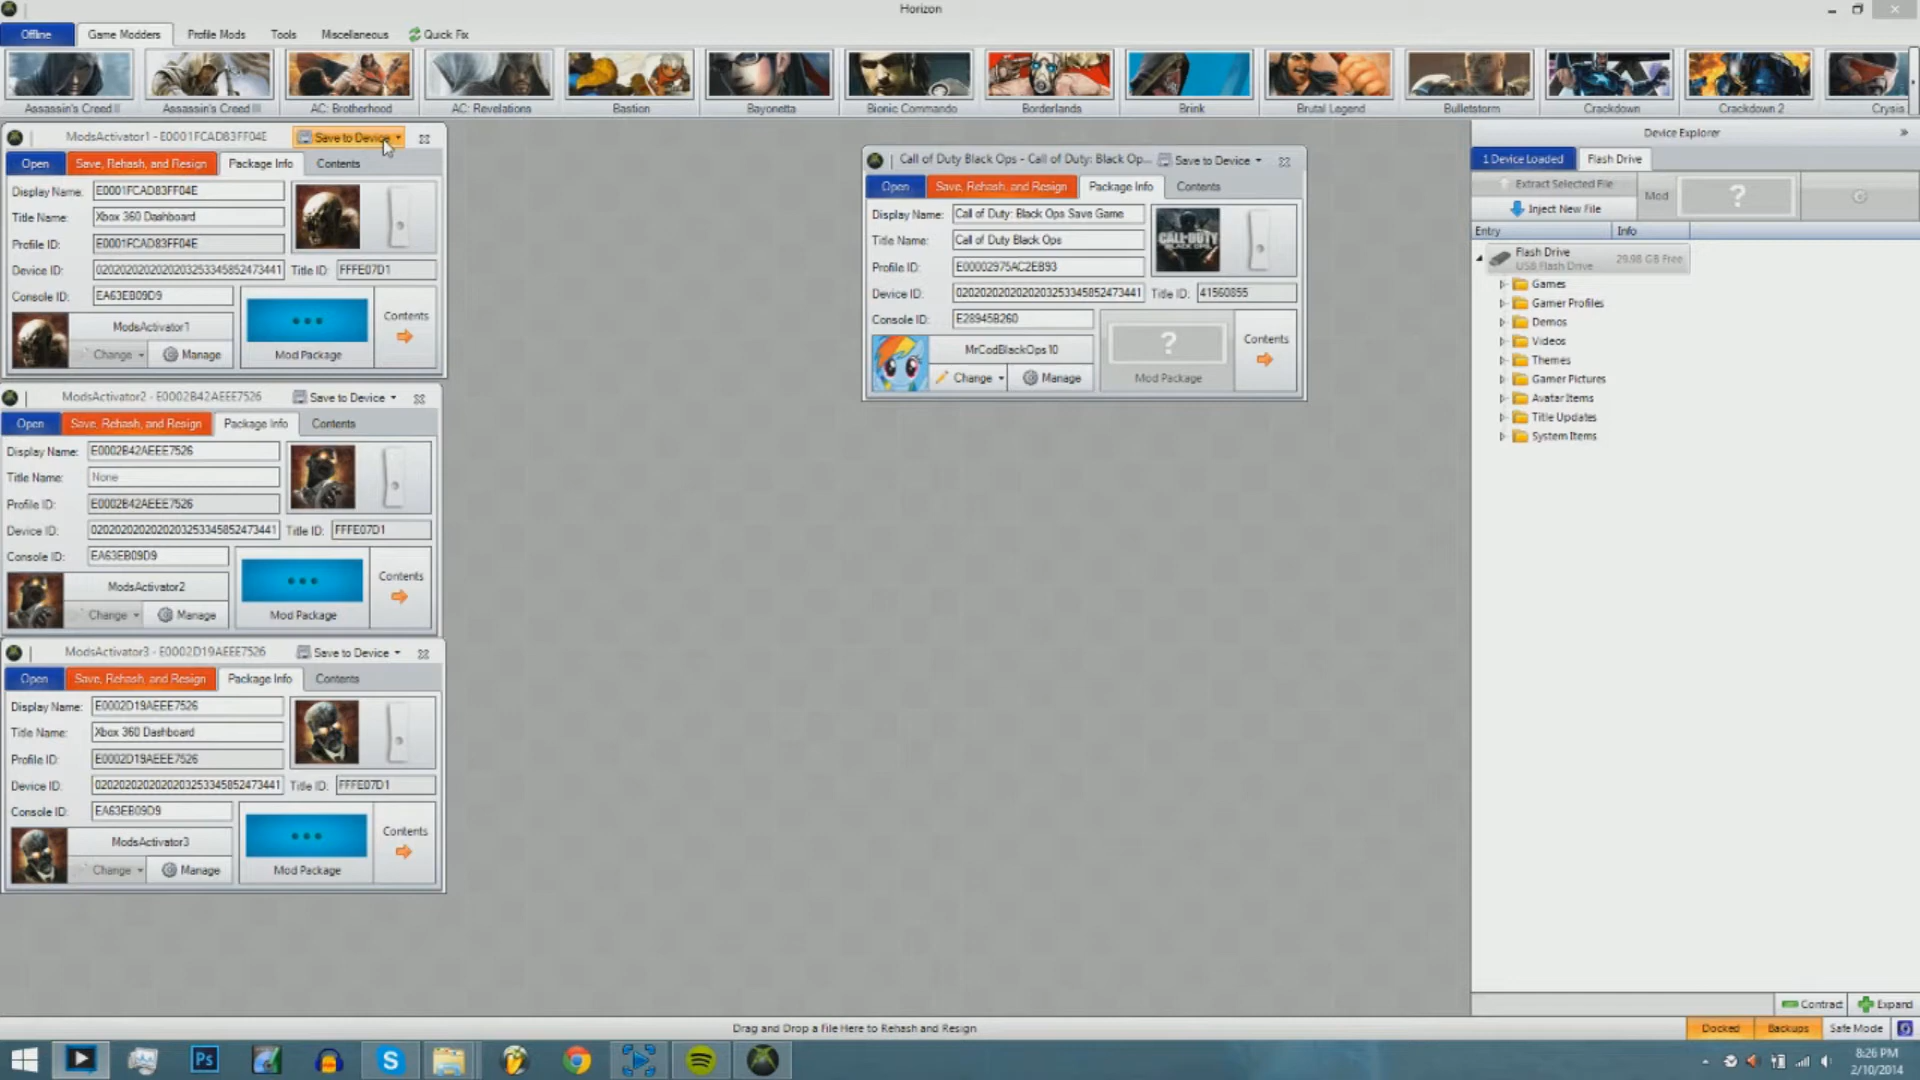 Horizon
Offline Game Modders Profile Mods Tools Miscellaneous Quick Fix
Assassin's Creed II Assassin's Creed III AC: Brotherhood AC: Revelations Bastion Bayonetta Bionic Commando Borderlands Brink Brutal Legend Bulletstorm Crackdown Crackdown 2 Crysis
ModsActivator1 - E0001FCAD83FF04E Save to Device
Open Save, Rehash, and Resign Package Info Contents
Display Name: E0001FCAD83FF04E
Title Name: Xbox 360 Dashboard
Profile ID: E0001FCAD83FF04E
Device ID: 0202020202020203253345852473441 Title ID: FFFE07D1
Console ID: EA63EB09D9
ModsActivator1
Change Manage
Mod Package
Contents
ModsActivator2 - E0002B42AEEE7526 Save to Device
Open Save, Rehash, and Resign Package Info Contents
Display Name: E0002B42AEEE7526
Title Name: None
Profile ID: E0002B42AEEE7526
Device ID: 0202020202020203253345852473441 Title ID: FFFE07D1
Console ID: EA63EB09D9
ModsActivator2
Change Manage
Mod Package
Contents
ModsActivator3 - E0002D19AEEE7526 Save to Device
Open Save, Rehash, and Resign Package Info Contents
Display Name: E0002D19AEEE7526
Title Name: Xbox 360 Dashboard
Profile ID: E0002D19AEEE7526
Device ID: 0202020202020203253345852473441 Title ID: FFFE07D1
Console ID: EA63EB09D9
ModsActivator3
Change Manage
Mod Package
Contents
Call of Duty Black Ops - Call of Duty: Black Op... Save to Device
Open Save, Rehash, and Resign Package Info Contents
Display Name: Call of Duty: Black Ops Save Game
Title Name: Call of Duty Black Ops
CALL·DUTY
BLACK OPS
Profile ID: E00002975AC2EB93
Device ID: 0202020202020203253345852473441 Title ID: 41560855
Console ID: E28945B260
MrCodBlackOps10
Change Manage
?
Mod Package
Contents
Device Explorer
1 Device Loaded Flash Drive
Extract Selected File
Inject New File
Mod ?
Entry Info
Flash Drive
USB Flash Drive 29.98 GB Free
Games
Gamer Profiles
Demos
Videos
Themes
Gamer Pictures
Avatar Items
Title Updates
System Items
Contract Expand
Drag and Drop a File Here to Rehash and Resign
Docked Backups Safe Mode
Ps
8:26 PM
2/10/2014